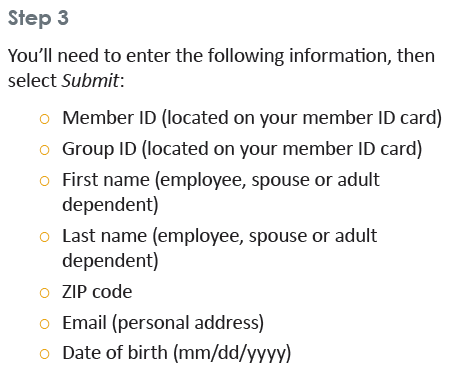 Step 3
You’ll need to enter the following information, then
select Submit:
o Member ID (located on your member ID card)
o Group ID (located on your member ID card)
o First name (employee, spouse or adult
dependent)
o Last name (employee, spouse or adult
dependent)
o ZIP code
o Email (personal address)
o Date of birth (mm/dd/yyyy)